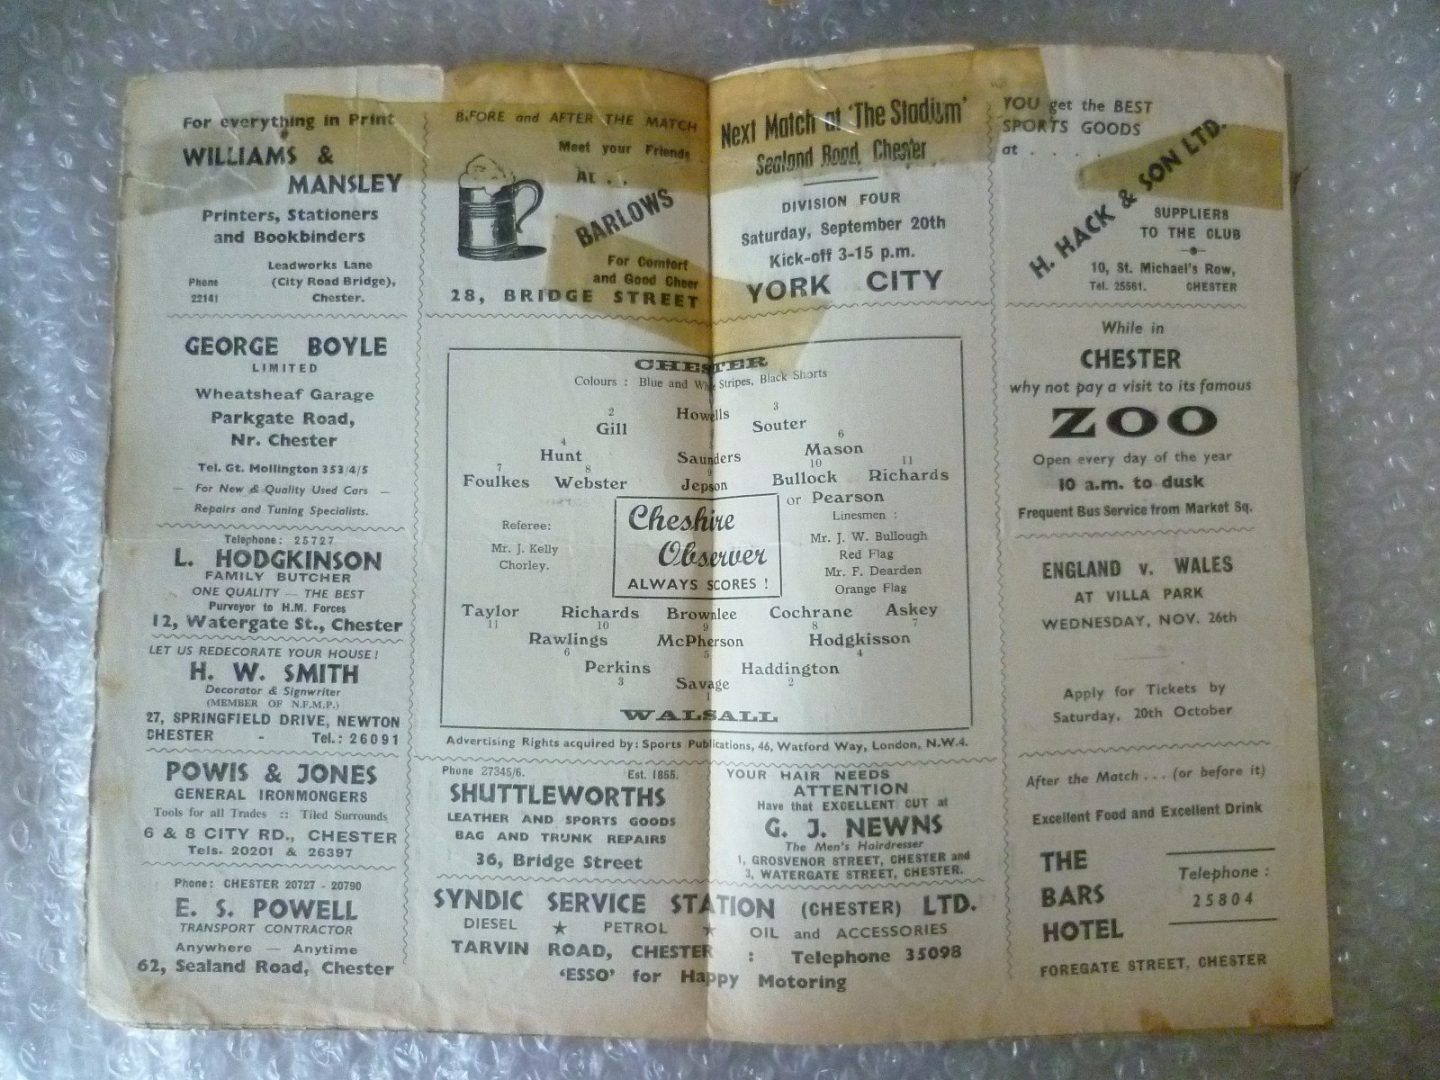 For everything in Print
WILLIAMS &
MANSLEY
Printers, Stationers
and Bookbinders
Leadworks Lane
Phone (City Road Bridge),
22141 Chester.
GEORGE BOYLE
LIMITED
Wheatsheaf Garage
Parkgate Road,
Nr. Chester
Tel. Gt. Mollington 353/4/5
— For New & Quality Used Cars —
Repairs and Tuning Specialists.
Telephone: 25727
L. HODGKINSON
FAMILY BUTCHER
ONE QUALITY — THE BEST
Purveyor to H.M. Forces
12, Watergate St., Chester
LET US REDECORATE YOUR HOUSE!
H. W. SMITH
Decorator & Signwriter
(MEMBER OF N.F.M.P.)
27, SPRINGFIELD DRIVE, NEWTON
CHESTER - Tel.: 26091
POWIS & JONES
GENERAL IRONMONGERS
Tools for all Trades :: Tiled Surrounds
6 & 8 CITY RD., CHESTER
Tels. 20201 & 26397
Phone: CHESTER 20727 - 20790
E. S. POWELL
TRANSPORT CONTRACTOR
Anywhere — Anytime
62, Sealand Road, Chester
BEFORE and AFTER THE MATCH
Meet your Friends
At . .
BARLOWS
For Comfort
and Good Cheer
28, BRIDGE STREET
Next Match at 'The Stadium'
Sealand Road, Chester
DIVISION FOUR
Saturday, September 20th
Kick-off 3-15 p.m.
YORK CITY
CHESTER
Colours : Blue and White Stripes, Black Shorts
Howells
2 3
Gill Souter
4 6
Hunt Saunders Mason
7 8 9 10 11
Foulkes Webster Jepson Bullock Richards
or Pearson
Referee:
Mr. J. Kelly
Chorley.
Cheshire
Observer
ALWAYS SCORES !
Linesmen :
Mr. J. W. Bullough
Red Flag
Mr. F. Dearden
Orange Flag
Taylor Richards Brownlee Cochrane Askey
11 10 9 8 7
Rawlings McPherson Hodgkisson
6 5 4
Perkins Haddington
3 2
Savage
1
WALSALL
Advertising Rights acquired by: Sports Publications, 46, Watford Way, London, N.W.4.
Phone 27345/6. Est. 1855.
SHUTTLEWORTHS
LEATHER AND SPORTS GOODS
BAG AND TRUNK REPAIRS
36, Bridge Street
YOUR HAIR NEEDS
ATTENTION
Have that EXCELLENT CUT at
G. J. NEWNS
The Men's Hairdresser
1, GROSVENOR STREET, CHESTER and
3, WATERGATE STREET, CHESTER.
SYNDIC SERVICE STATION (CHESTER) LTD.
DIESEL ★ PETROL ★ OIL and ACCESSORIES
TARVIN ROAD, CHESTER : Telephone 35098
'ESSO' for Happy Motoring
YOU get the BEST
SPORTS GOODS
at . . . .
H. HACK & SON LTD.
SUPPLIERS
TO THE CLUB
10, St. Michael's Row,
Tel. 25561. CHESTER
While in
CHESTER
why not pay a visit to its famous
ZOO
Open every day of the year
10 a.m. to dusk
Frequent Bus Service from Market Sq.
ENGLAND v. WALES
AT VILLA PARK
WEDNESDAY, NOV. 26th
Apply for Tickets by
Saturday, 20th October
After the Match . . . (or before it)
Excellent Food and Excellent Drink
THE
BARS
HOTEL
Telephone :
25804
FOREGATE STREET, CHESTER